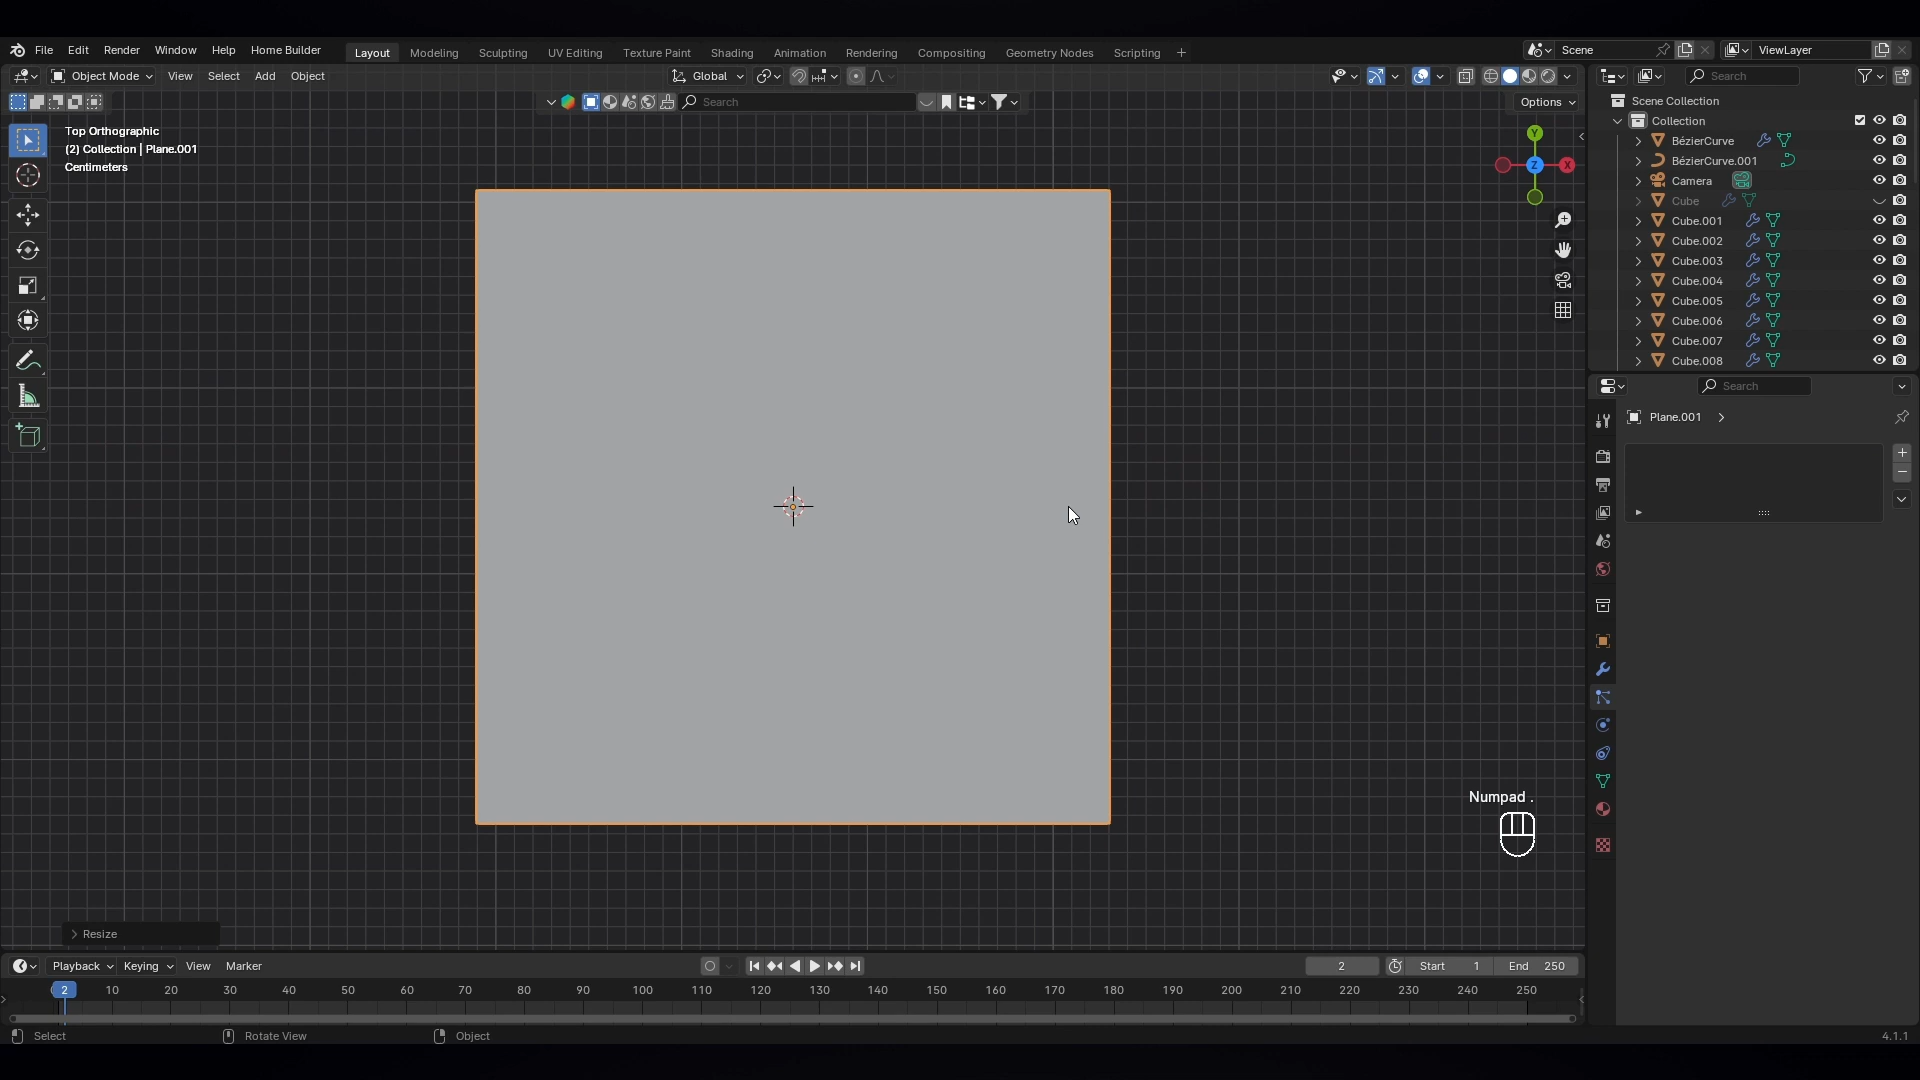 File Edit Render Window Help Home Builder Layout Modeling Sculpting UV Editing Texture Paint Shading Animation Rendering Compositing Geometry Nodes Scripting + Scene ViewLayer
Object Mode View Select Add Object Global Search
Search Options
Top Orthographic
(2) Collection | Plane.001
Centimeters
Y
Z X
Scene Collection
Collection
BézierCurve
BézierCurve.001
Camera
Cube
Cube.001
Cube.002
Cube.003
Cube.004
Cube.005
Cube.006
Cube.007
Cube.008
Search
Plane.001
Numpad .
Resize
Playback Keying View Marker 2 Start 1 End 250
2 10 20 30 40 50 60 70 80 90 100 110 120 130 140 150 160 170 180 190 200 210 220 230 240 250
Select Rotate View Object 4.1.1